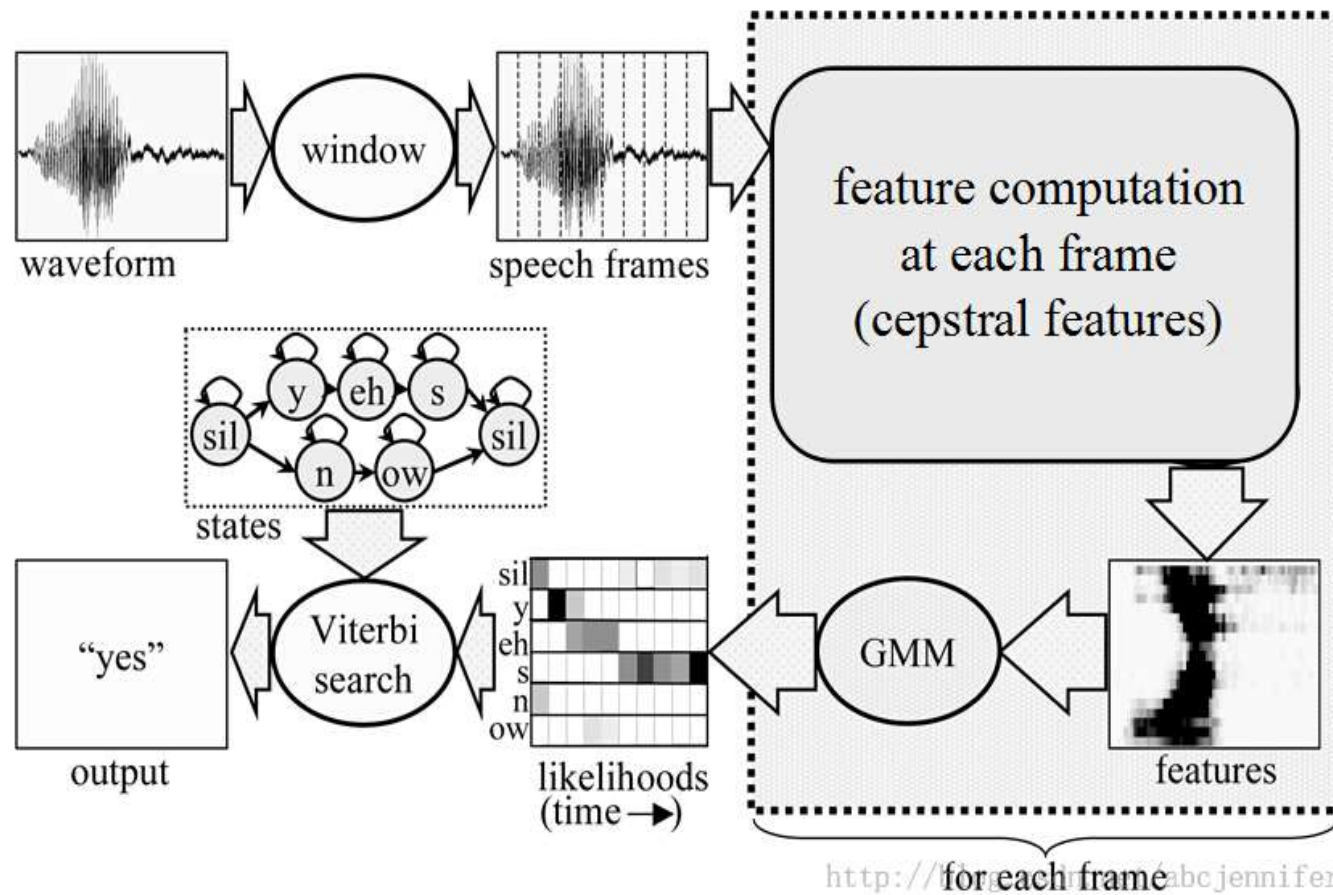 waveform
window
speech frames
feature computation
at each frame
(cepstral features)
sil
y
eh
s
n
ow
sil
states
features
GMM
sil
y
eh
s
n
ow
likelihoods
(time →)
Viterbi
search
“yes”
output
for each frame